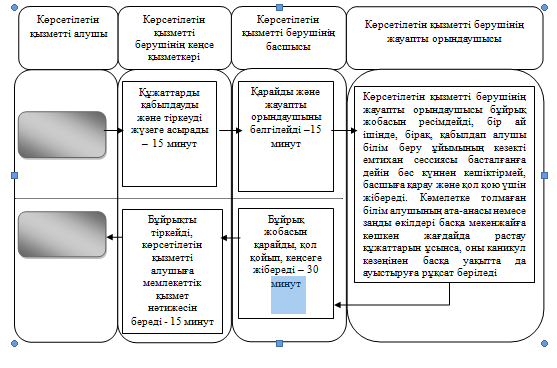 Көрсетілетін
қызметті алушы
Көрсетілетін
қызметті
берушінің кеңсе
қызметкері
Көрсетілетін
қызметті берушінің
басшысы
Көрсетілетін қызметті берушінің
жауапты орындаушысы
Құжаттарды
қабылдауды
және тіркеуді
жүзеге асырады
– 15 минут
Қарайды және
жауапты
орындаушыны
белгілейді –15
минут
Көрсетілетін қызметті берушінің
жауапты орындаушысы бұйрық
жобасын ресімдейді, бір ай
ішінде, бірақ, қабылдап алушы
білім беру ұйымының кезекті
емтихан сессиясы басталғанға
дейін бес күннен кешіктірмей,
басшыға қарау және қол қою үшін
жібереді. Кәмелетке толмаған
білім алушының ата-анасы немесе
заңды өкілдері басқа мекенжайға
көшкен жағдайда растау
құжаттарын ұсынса, оны каникул
кезеңінен басқа уақытта да
ауыстыруға рұқсат беріледі
Бұйрықты
тіркейді,
көрсетілетін
қызметті
алушыға
мемлекеттік
қызмет
нәтижесін
береді - 15 минут
Бұйрық
жобасын
қарайды, қол
қойып, кеңсеге
жібереді – 30
минут